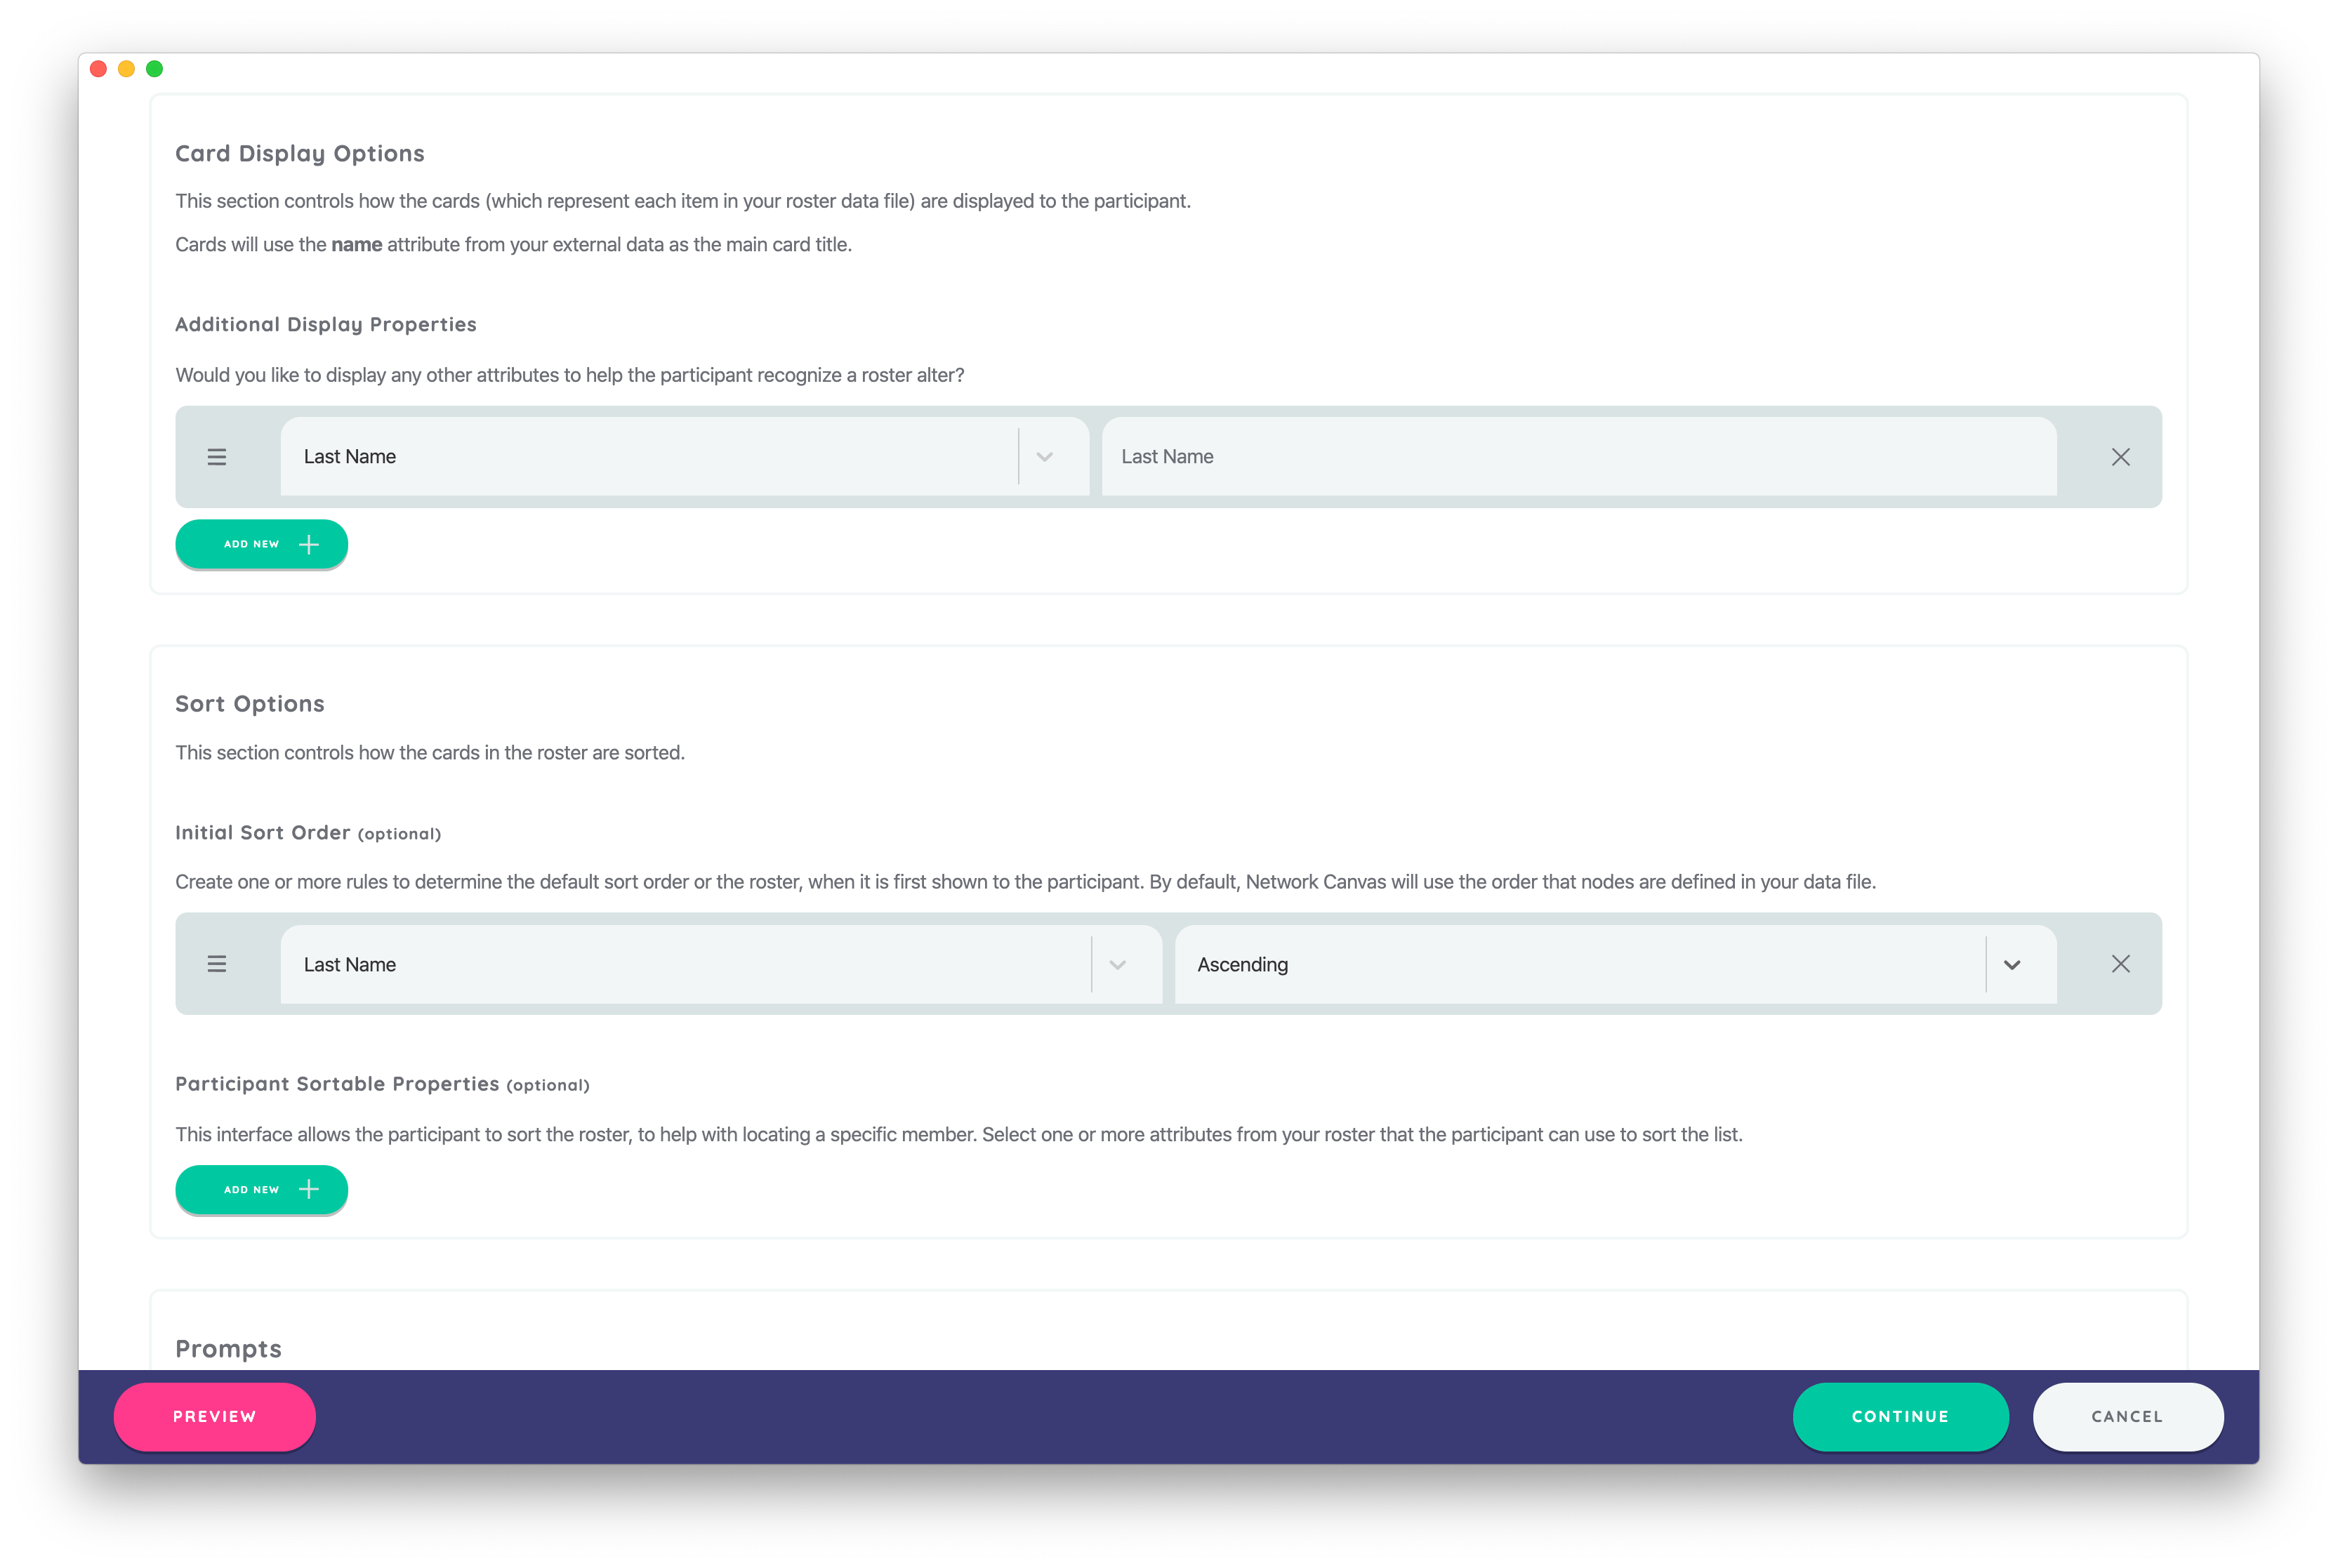 Card Display Options
This section controls how the cards (which represent each item in your roster data file) are displayed to the participant.
Cards will use the name attribute from your external data as the main card title.
Additional Display Properties
Would you like to display any other attributes to help the participant recognize a roster alter?
Last Name
Last Name
ADD NEW
Sort Options
This section controls how the cards in the roster are sorted.
Initial Sort Order (optional)
Create one or more rules to determine the default sort order or the roster, when it is first shown to the participant. By default, Network Canvas will use the order that nodes are defined in your data file.
Last Name
Ascending
Participant Sortable Properties (optional)
This interface allows the participant to sort the roster, to help with locating a specific member. Select one or more attributes from your roster that the participant can use to sort the list.
ADD NEW
Prompts
PREVIEW
CONTINUE
CANCEL